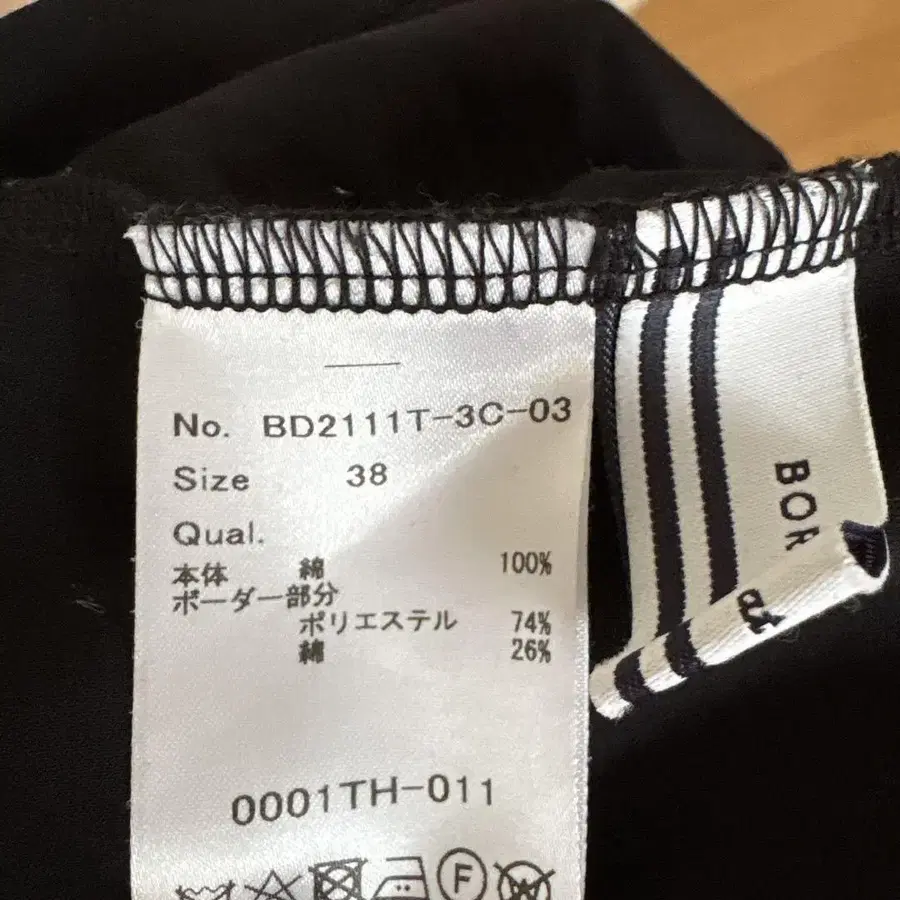 No. BD2111T-3C-03
Size 38
Qual.
本体 綿 100%
ボーダー部分
ポリエステル 74%
綿 26%
0001TH-011
F
W
BOR
at